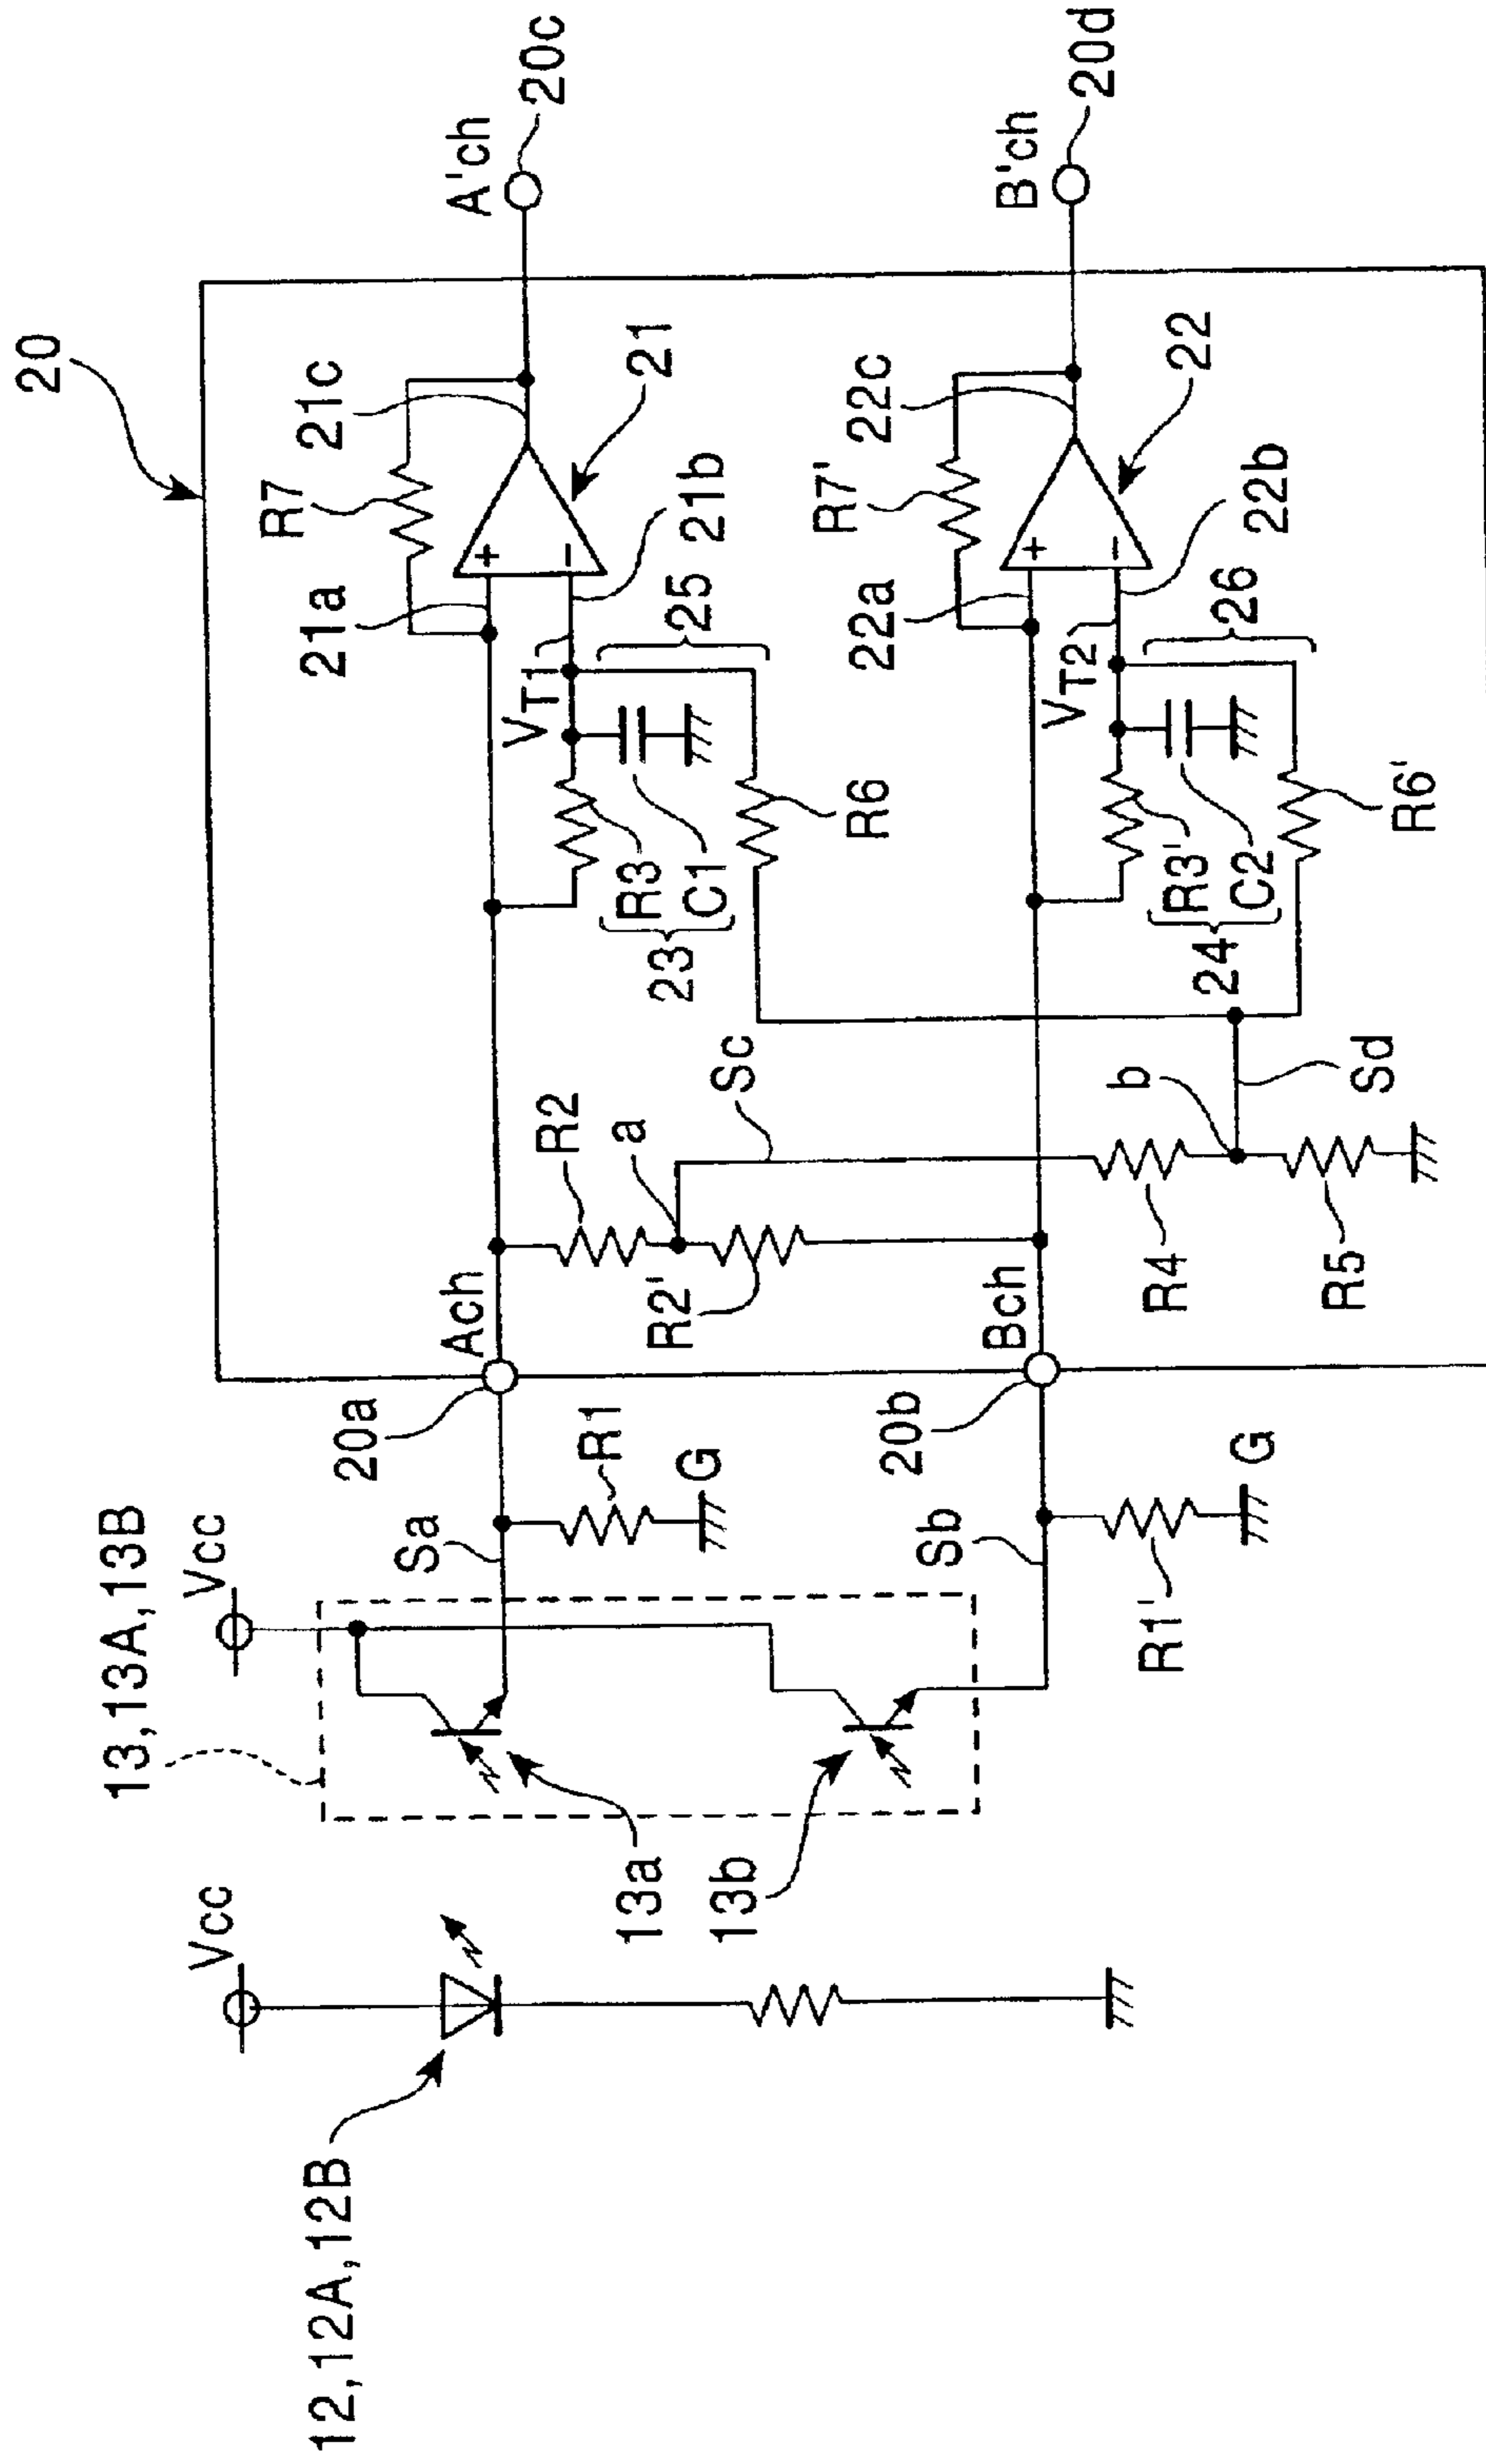 20
Vcc
Vcc
13,13A,13B
12,12A,12B
13a
13b
Sa
R1
G
Sb
R1'
G
20a
Ach
20b
Bch
R2
a
R2'
Sc
R4
b
R5
Sd
R7
21a
21c
21
21b
VT1
25
R3
C1
23
R6
A'ch
20c
R7'
22a
22c
22
22b
VT2
26
R3'
C2
24
R6'
B'ch
20d